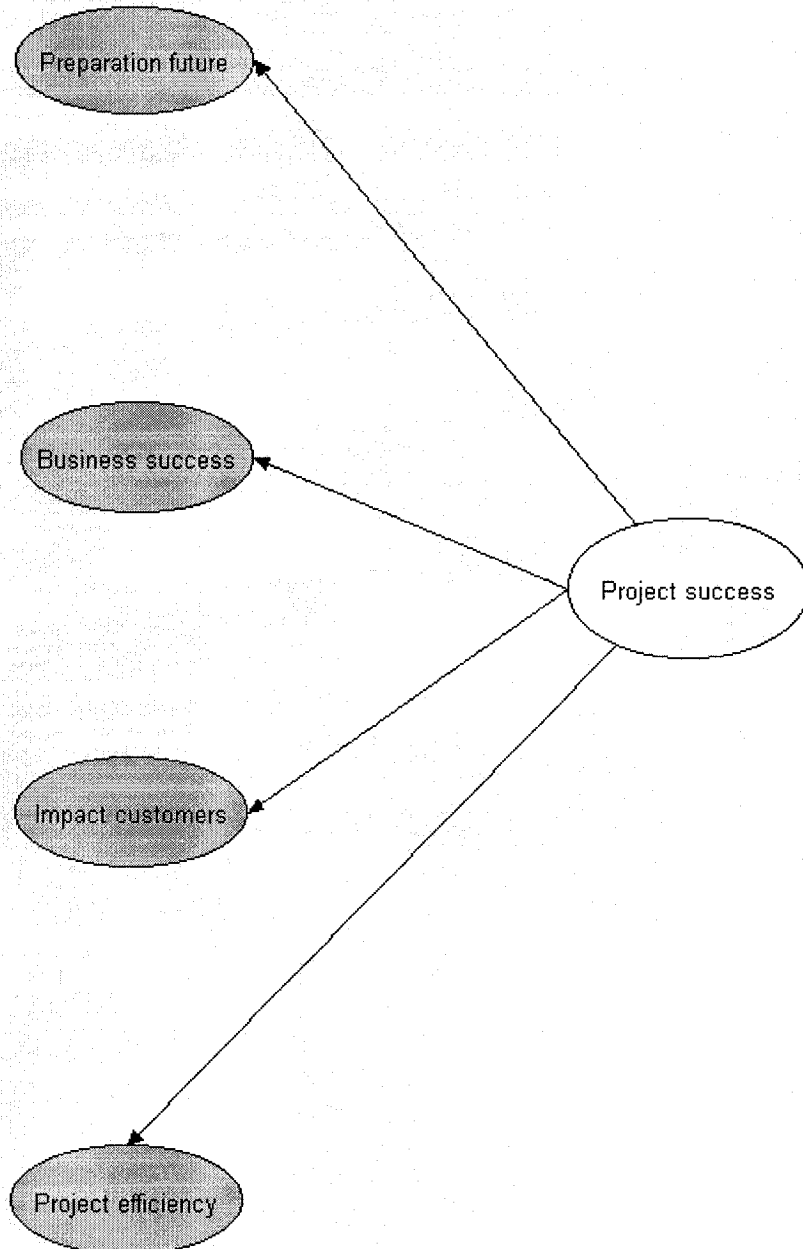 Preparation future
Business success
Project success
Impact customers
Project efficiency